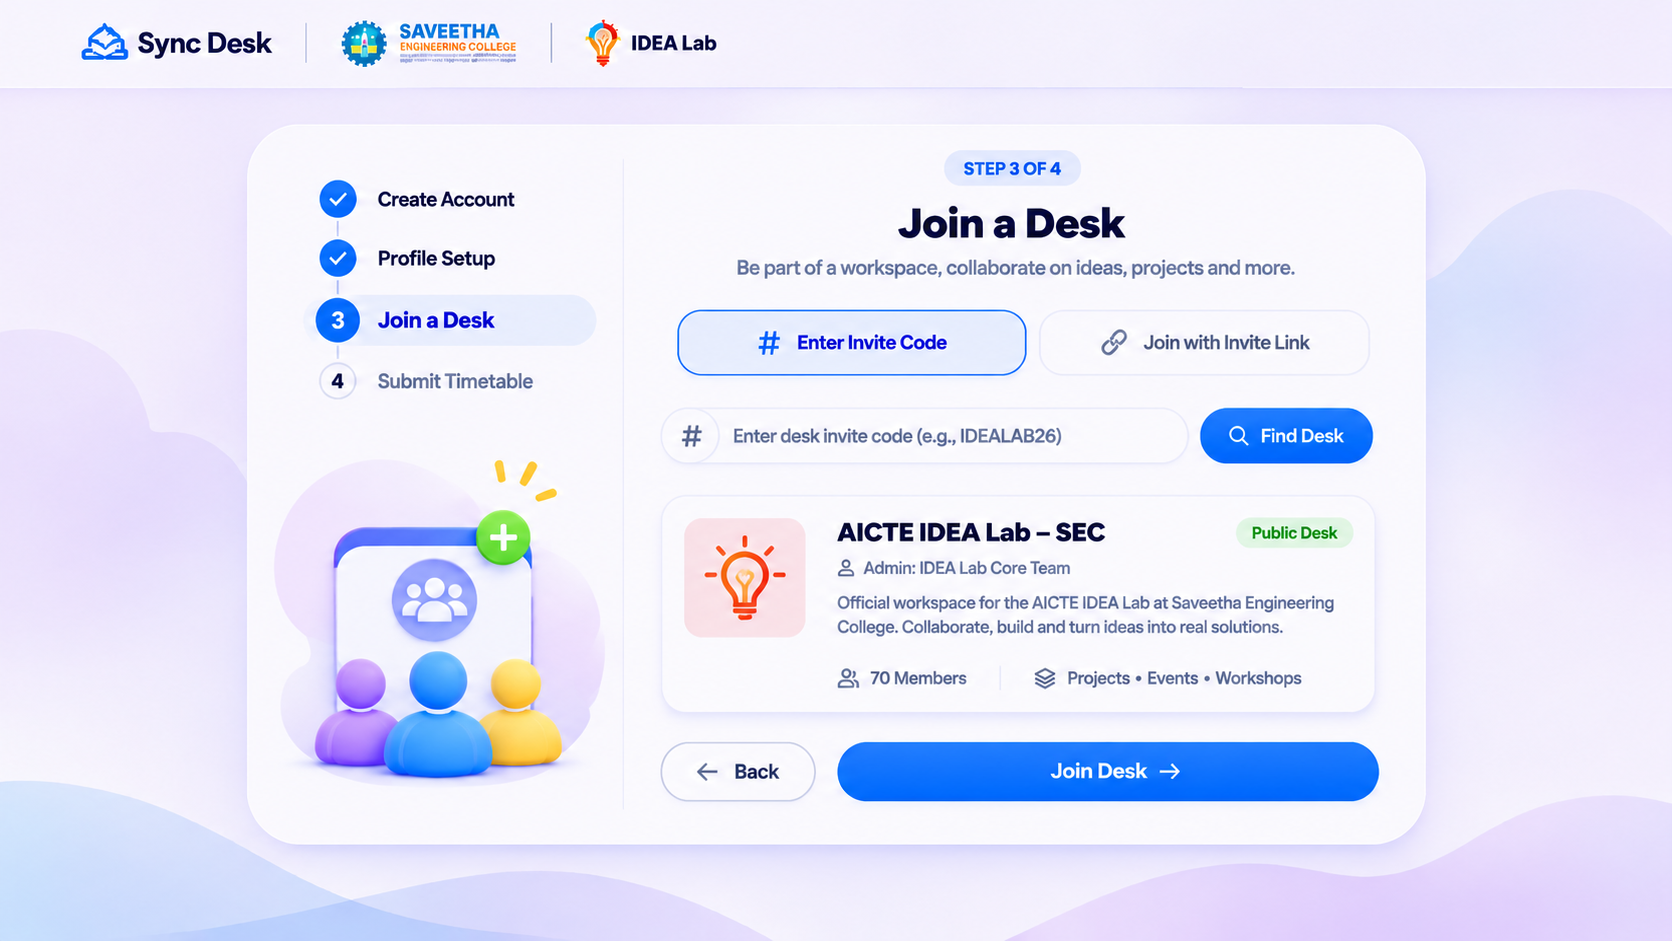 Sync Desk
SAVEETHA
ENGINEERING COLLEGE
IDEA Lab
Create Account
Profile Setup
3
Join a Desk
4
Submit Timetable
STEP 3 OF 4
Join a Desk
Be part of a workspace, collaborate on ideas, projects and more.
# Enter Invite Code
Join with Invite Link
# Enter desk invite code (e.g., IDEALAB26)
Find Desk
AICTE IDEA Lab – SEC
Public Desk
Admin: IDEA Lab Core Team
Official workspace for the AICTE IDEA Lab at Saveetha Engineering
College. Collaborate, build and turn ideas into real solutions.
70 Members
Projects • Events • Workshops
← Back
Join Desk →